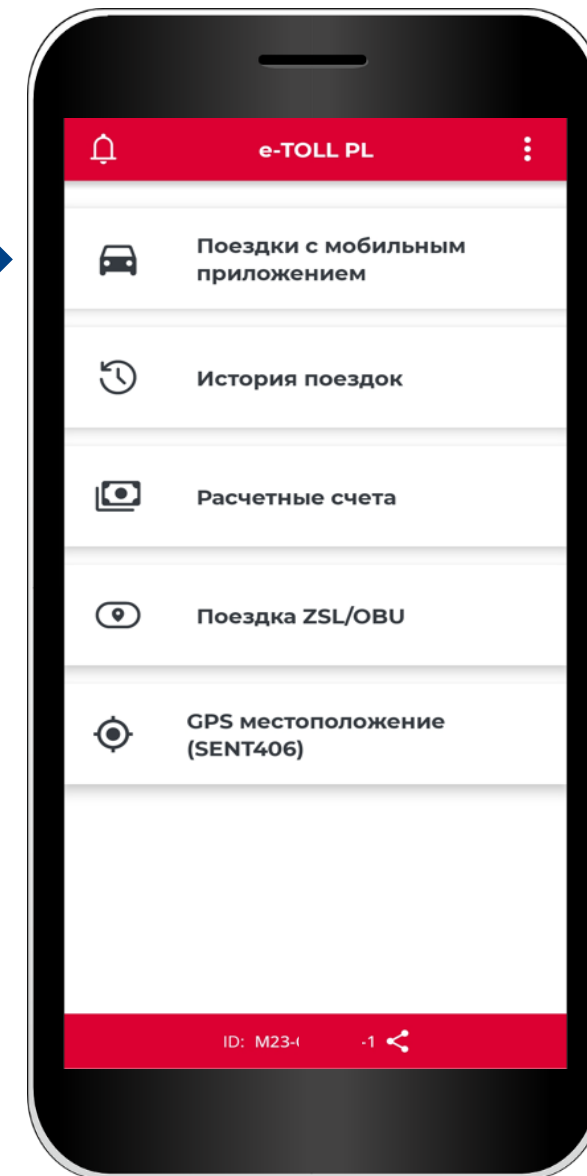 e-TOLL PL
Поездки с мобильным
приложением
История поездок
Расчетные счета
Поездка ZSL/OBU
GPS местоположение
(SENT406)
ID: M23-( -1